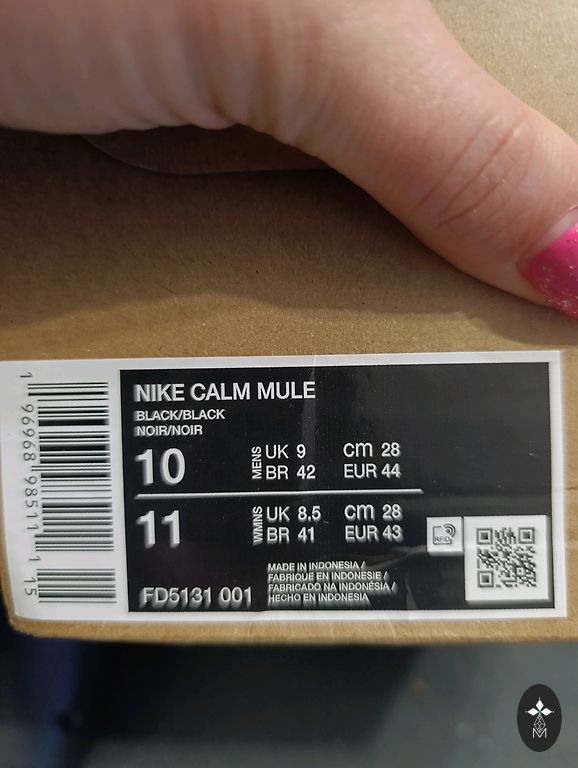 NIKE CALM MULE
BLACK/BLACK
NOIR/NOIR
10 MENS UK 9 CM 28
BR 42 EUR 44
11 WMNS UK 8.5 CM 28
BR 41 EUR 43
RFID
FD5131 001
MADE IN INDONESIA /
FABRIQUE EN INDONESIE /
FABRICADO NA INDONÉSIA /
HECHO EN INDONESIA
1 96968 98511 1 15
M